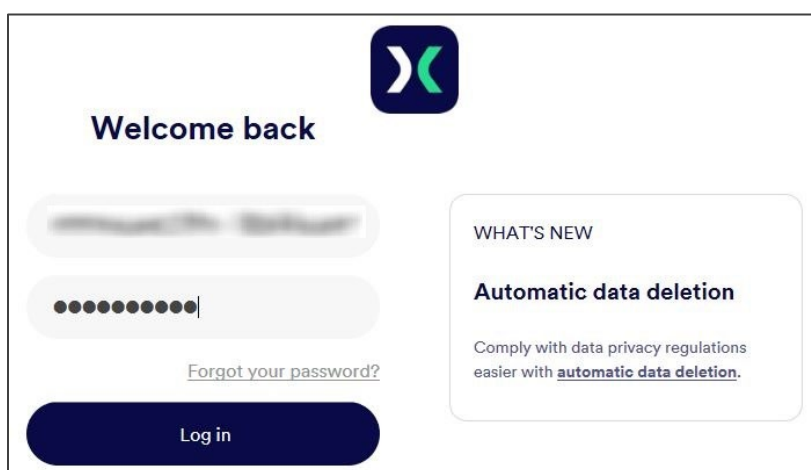 Welcome back
●●●●●●●●●●
Forgot your password?
Log in
WHAT'S NEW
Automatic data deletion
Comply with data privacy regulations
easier with automatic data deletion.